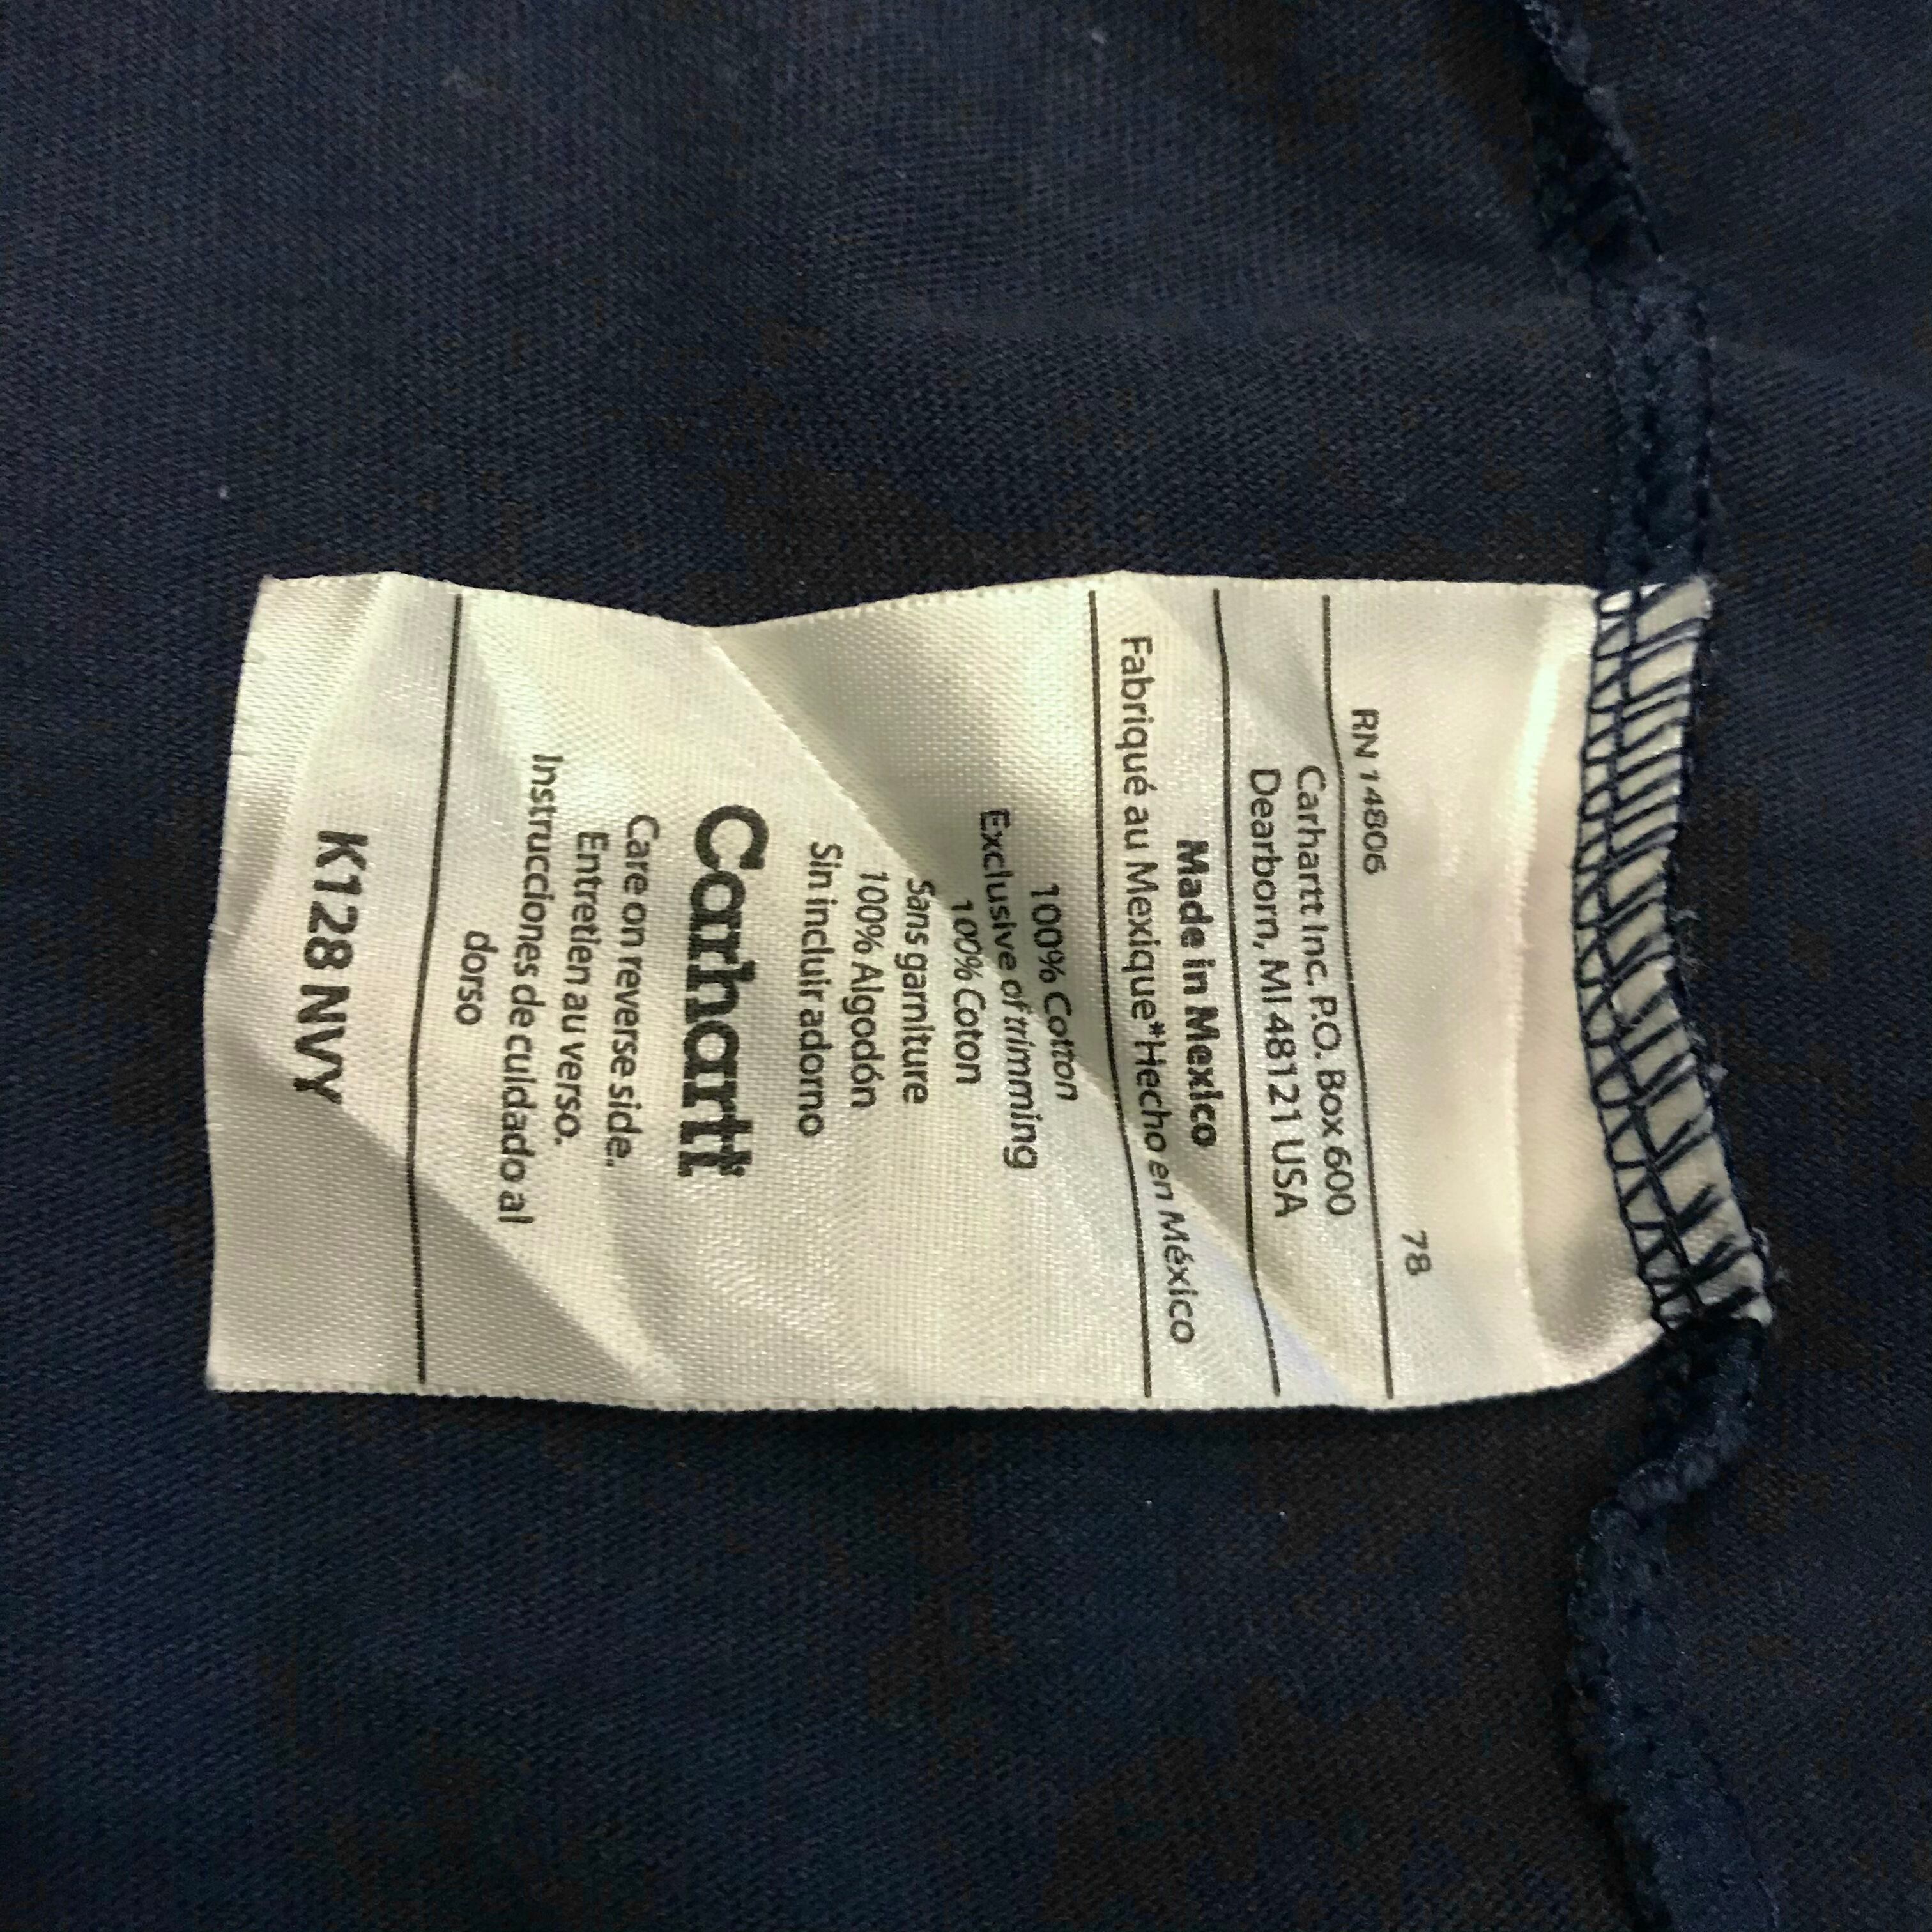 78
RN 14806
Carhartt Inc. P.O. Box 600
Dearborn, MI 48121 USA
Made in Mexico
Fabriqué au Mexique*Hecho en México
100% Cotton
Exclusive of trimming
100% Coton
Sans garniture
100% Algodón
Sin incluir adorno
Carhartt
Care on reverse side.
Entretien au verso.
Instrucciones de culdado al
dorso
K128 NVY